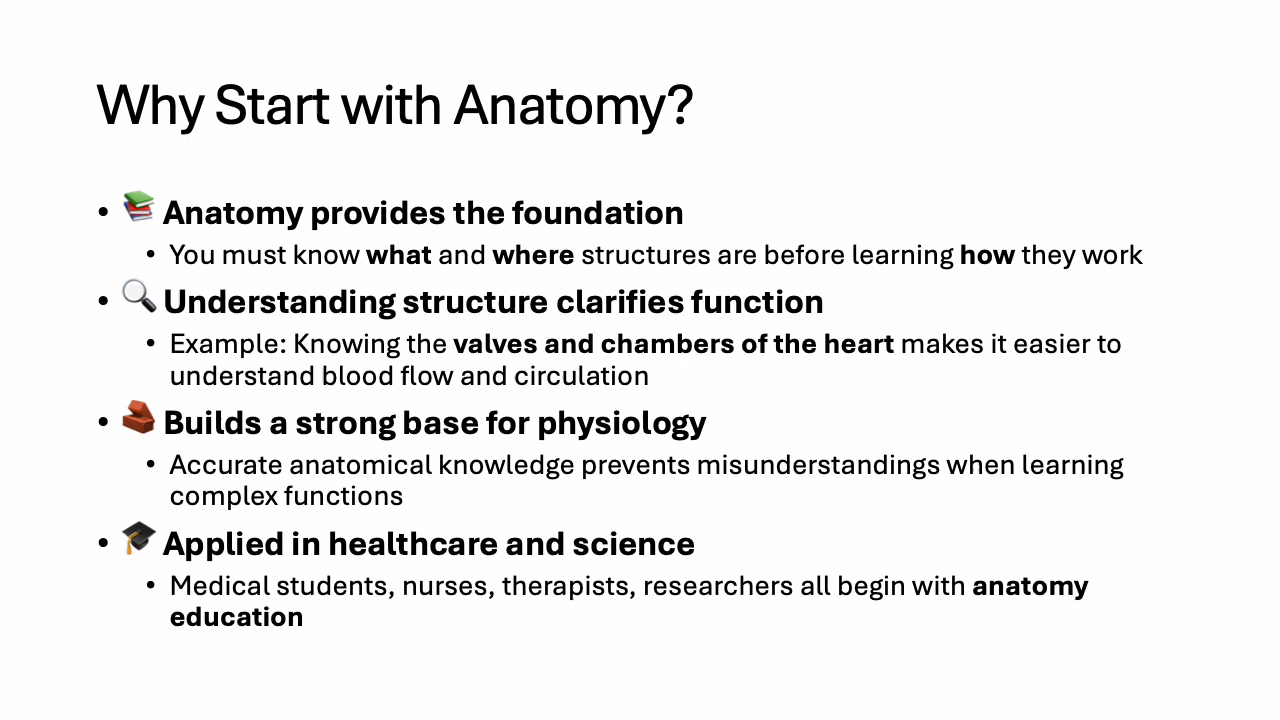 Why Start with Anatomy?
• 📚 Anatomy provides the foundation
• You must know what and where structures are before learning how they work
• 🔍 Understanding structure clarifies function
• Example: Knowing the valves and chambers of the heart makes it easier to
understand blood flow and circulation
• 🧱 Builds a strong base for physiology
• Accurate anatomical knowledge prevents misunderstandings when learning
complex functions
• 🎓 Applied in healthcare and science
• Medical students, nurses, therapists, researchers all begin with anatomy
education